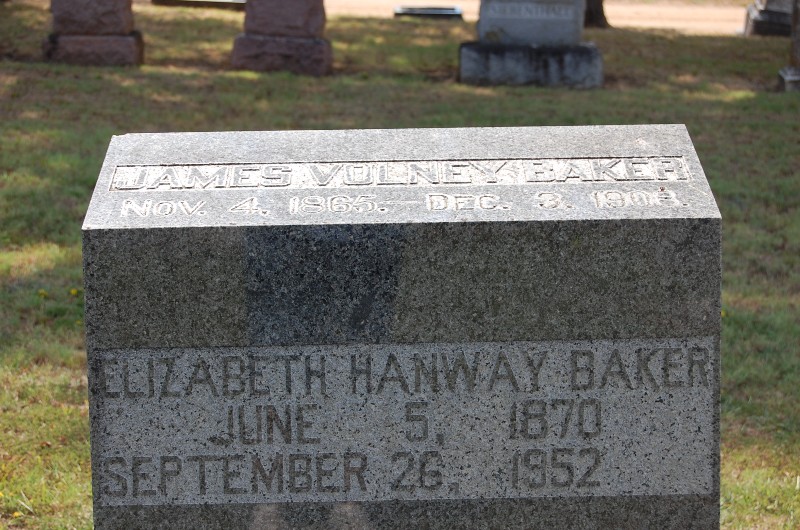 JAMES VOLNEY BAKER
NOV. 4, 1865. — DEC. 3, 1908.
ELIZABETH HANWAY BAKER
JUNE 5, 1870
SEPTEMBER 26, 1952